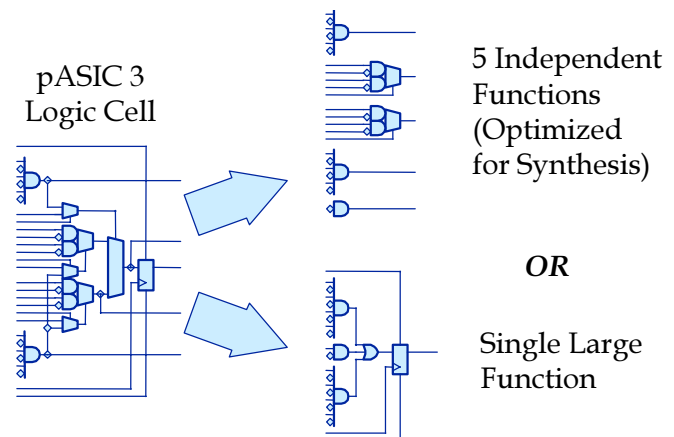 pASIC 3
Logic Cell
5 Independent
Functions
(Optimized
for Synthesis)
OR
Single Large
Function